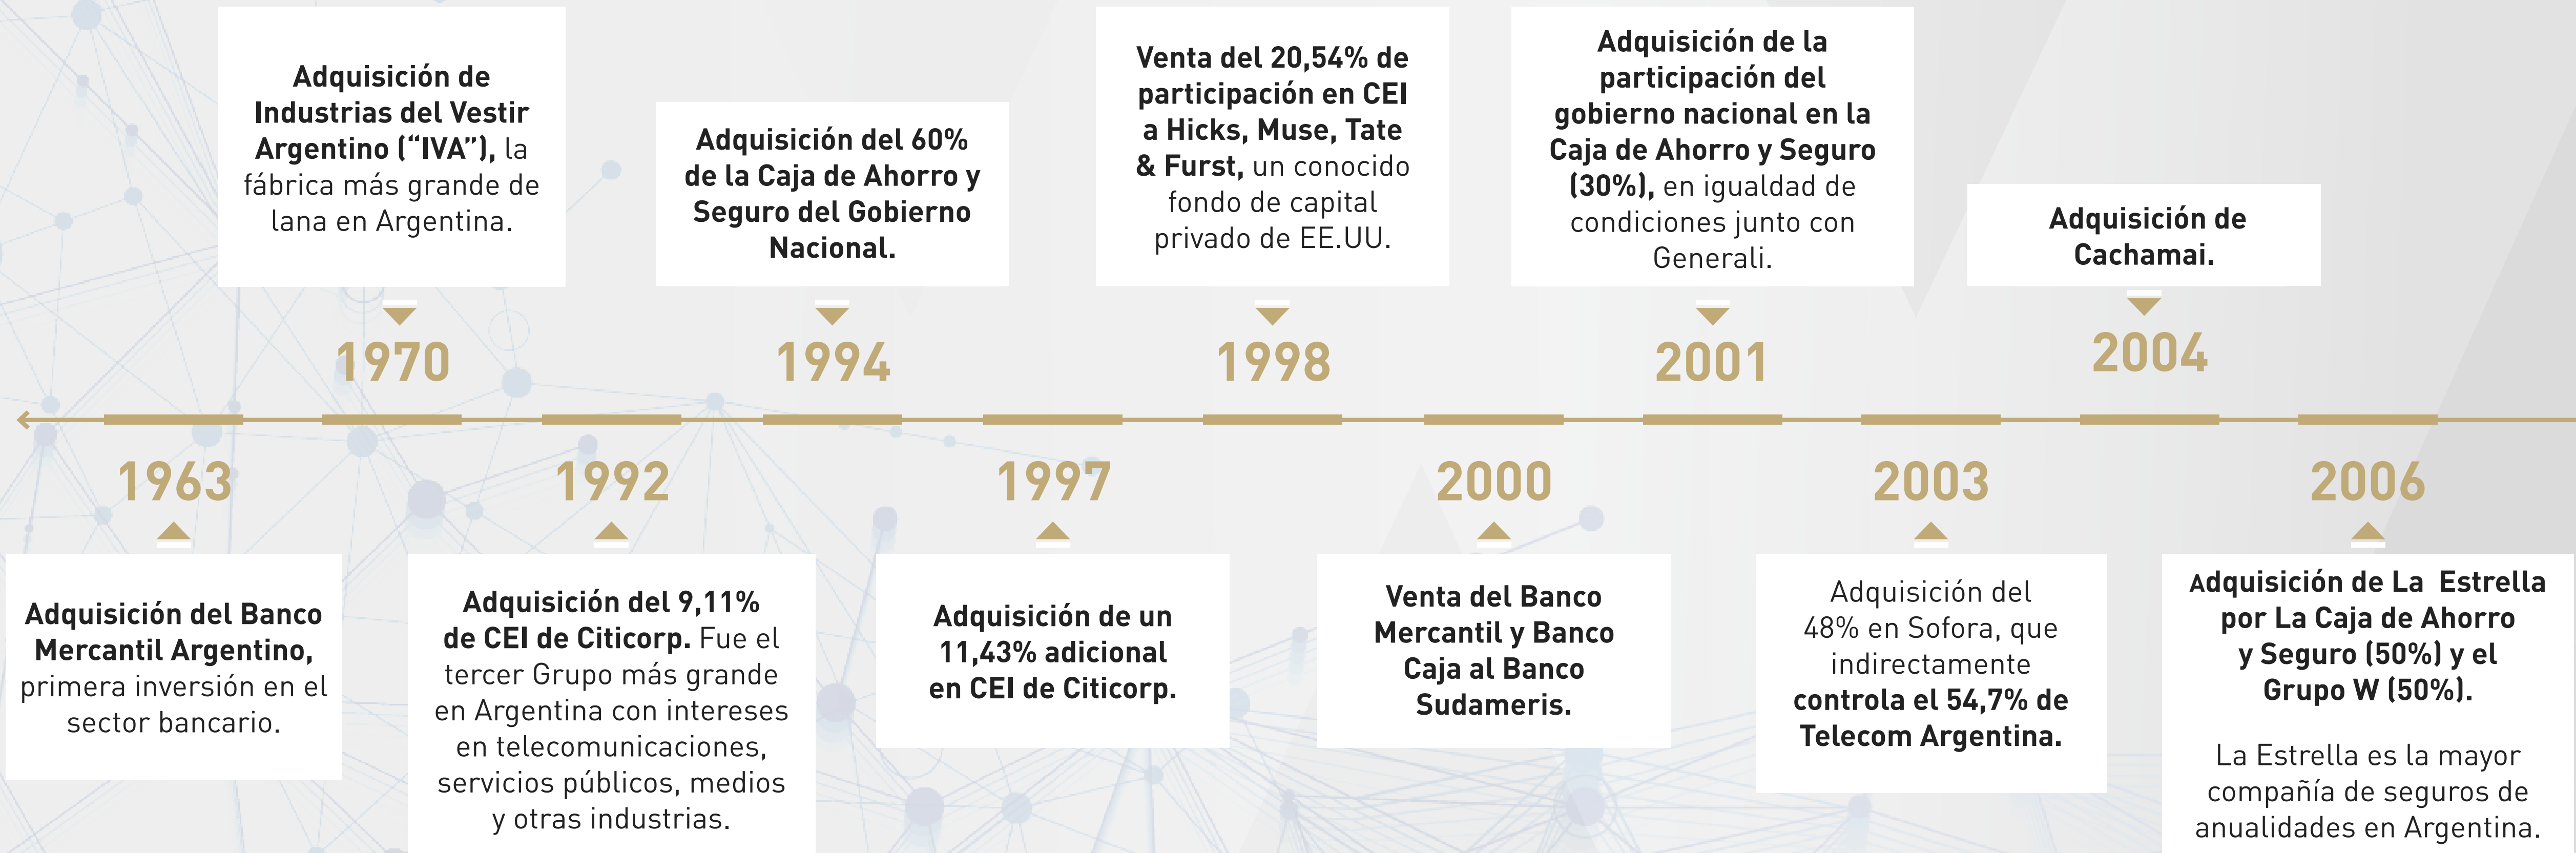 Adquisición de
Industrias del Vestir
Argentino (“IVA”), la
fábrica más grande de
lana en Argentina.
1970
Adquisición del 60%
de la Caja de Ahorro y
Seguro del Gobierno
Nacional.
1994
Venta del 20,54% de
participación en CEI
a Hicks, Muse, Tate
& Furst, un conocido
fondo de capital
privado de EE.UU.
1998
Adquisición de la
participación del
gobierno nacional en la
Caja de Ahorro y Seguro
(30%), en igualdad de
condiciones junto con
Generali.
2001
Adquisición de
Cachamai.
2004
1963
Adquisición del Banco
Mercantil Argentino,
primera inversión en el
sector bancario.
1992
Adquisición del 9,11%
de CEI de Citicorp. Fue el
tercer Grupo más grande
en Argentina con intereses
en telecomunicaciones,
servicios públicos, medios
y otras industrias.
1997
Adquisición de un
11,43% adicional
en CEI de Citicorp.
2000
Venta del Banco
Mercantil y Banco
Caja al Banco
Sudameris.
2003
Adquisición del
48% en Sofora, que
indirectamente
controla el 54,7% de
Telecom Argentina.
2006
Adquisición de La Estrella
por La Caja de Ahorro
y Seguro (50%) y el
Grupo W (50%).
La Estrella es la mayor
compañía de seguros de
anualidades en Argentina.